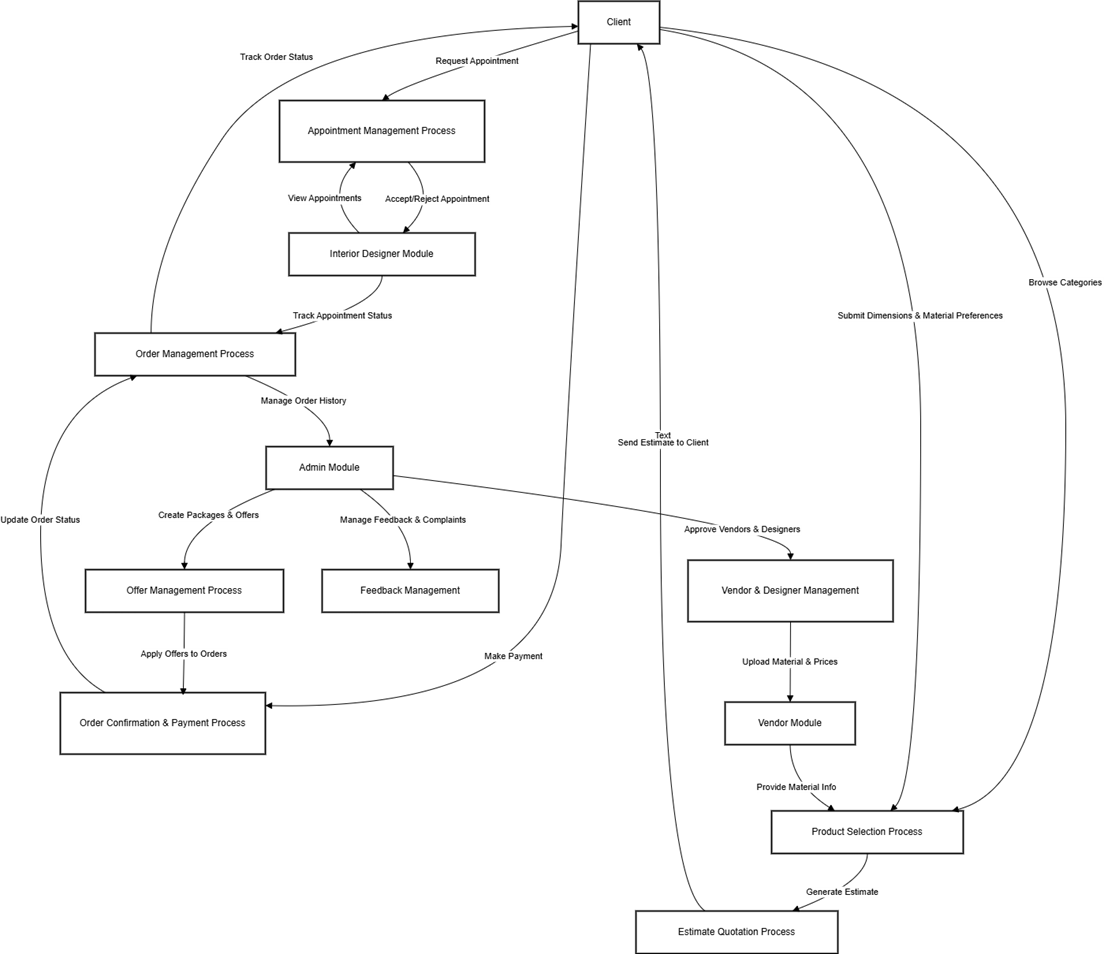 Client
Track Order Status
Request Appointment
Appointment Management Process
View Appointments
Accept/Reject Appointment
Interior Designer Module
Browse Categories
Track Appointment Status
Submit Dimensions & Material Preferences
Order Management Process
Manage Order History
Text
Send Estimate to Client
Admin Module
Create Packages & Offers
Manage Feedback & Complaints
Update Order Status
Approve Vendors & Designers
Offer Management Process
Feedback Management
Vendor & Designer Management
Apply Offers to Orders
Make Payment
Upload Material & Prices
Order Confirmation & Payment Process
Vendor Module
Provide Material Info
Product Selection Process
Generate Estimate
Estimate Quotation Process